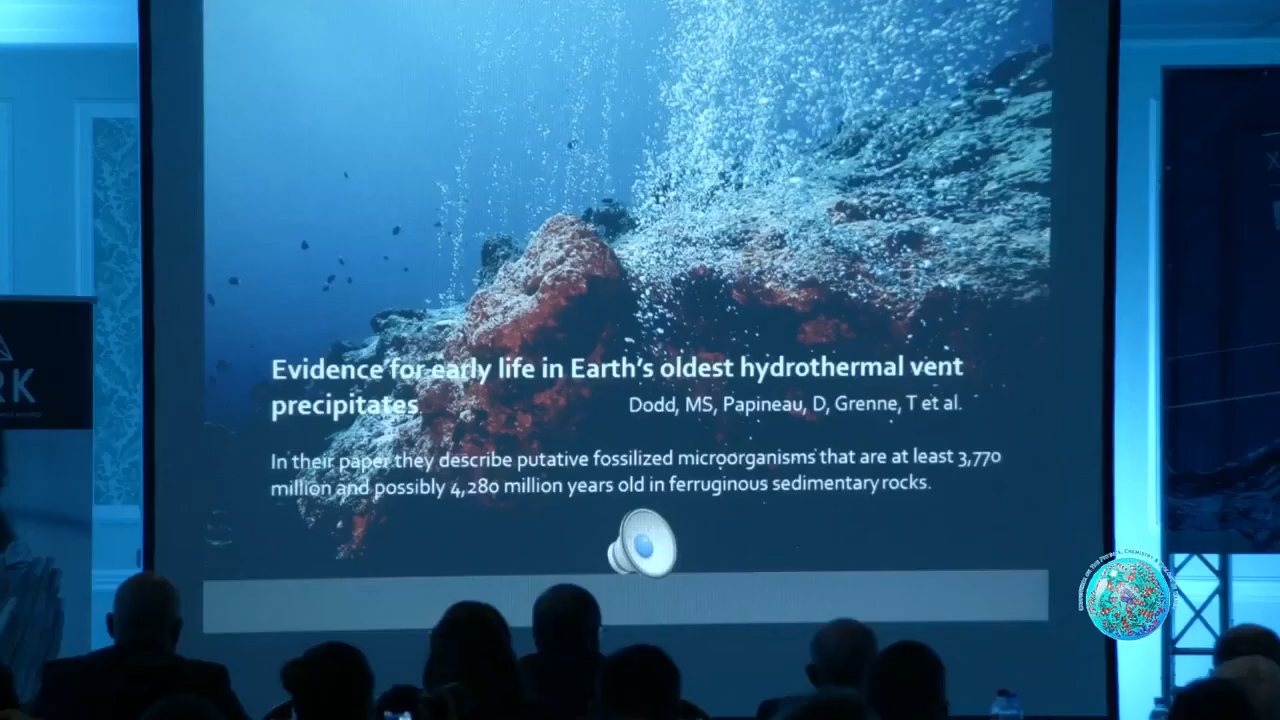 Evidence for early life in Earth's oldest hydrothermal vent
precipitates Dodd, MS, Papineau, D, Grenne, T et al.
In their paper they describe putative fossilized microorganisms that are at least 3,770
million and possibly 4,280 million years old in ferruginous sedimentary rocks.
RK